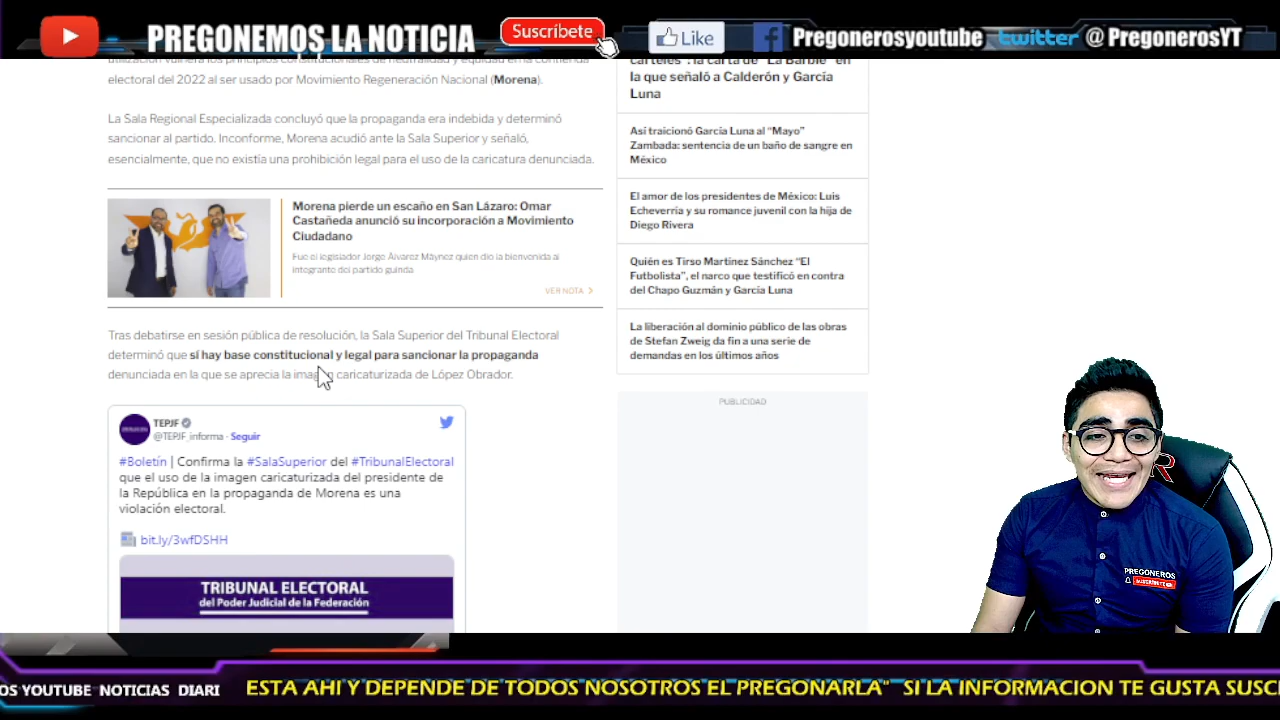 PREGONEMOS LA NOTICIA
Suscríbete
Like
f Pregonerosyoutube
twitter @ PregonerosYT
utilización vulnera los principios constitucionales de neutralidad y equidad en la contienda
electoral del 2022 al ser usado por Movimiento Regeneración Nacional (Morena).
La Sala Regional Especializada concluyó que la propaganda era indebida y determinó
sancionar al partido. Inconforme, Morena acudió ante la Sala Superior y señaló,
esencialmente, que no existía una prohibición legal para el uso de la caricatura denunciada.
Morena pierde un escaño en San Lázaro: Omar
Castañeda anunció su incorporación a Movimiento
Ciudadano
Fue el legislador Jorge Álvarez Máynez quien dio la bienvenida al
integrante del partido guinda
VER NOTA >
Tras debatirse en sesión pública de resolución, la Sala Superior del Tribunal Electoral
determinó que sí hay base constitucional y legal para sancionar la propaganda
denunciada en la que se aprecia la imagen caricaturizada de López Obrador.
TEPJF
@TEPJF_informa · Seguir
#Boletín | Confirma la #SalaSuperior del #TribunalElectoral
que el uso de la imagen caricaturizada del presidente de
la República en la propaganda de Morena es una
violación electoral.
bit.ly/3wfDSHH
TRIBUNAL ELECTORAL
del Poder Judicial de la Federación
cárteles": la carta de "La Barbie" en
la que señaló a Calderón y García
Luna
Así traicionó García Luna al "Mayo"
Zambada: sentencia de un baño de sangre en
México
El amor de los presidentes de México: Luis
Echeverría y su romance juvenil con la hija de
Diego Rivera
Quién es Tirso Martínez Sánchez "El
Futbolista", el narco que testificó en contra
del Chapo Guzmán y García Luna
La liberación al dominio público de las obras
de Stefan Zweig da fin a una serie de
demandas en los últimos años
PUBLICIDAD
PREGONEROS
OS YOUTUBE NOTICIAS DIARI
ESTA AHI Y DEPENDE DE TODOS NOSOTROS EL PREGONARLA" SI LA INFORMACION TE GUSTA SUSC